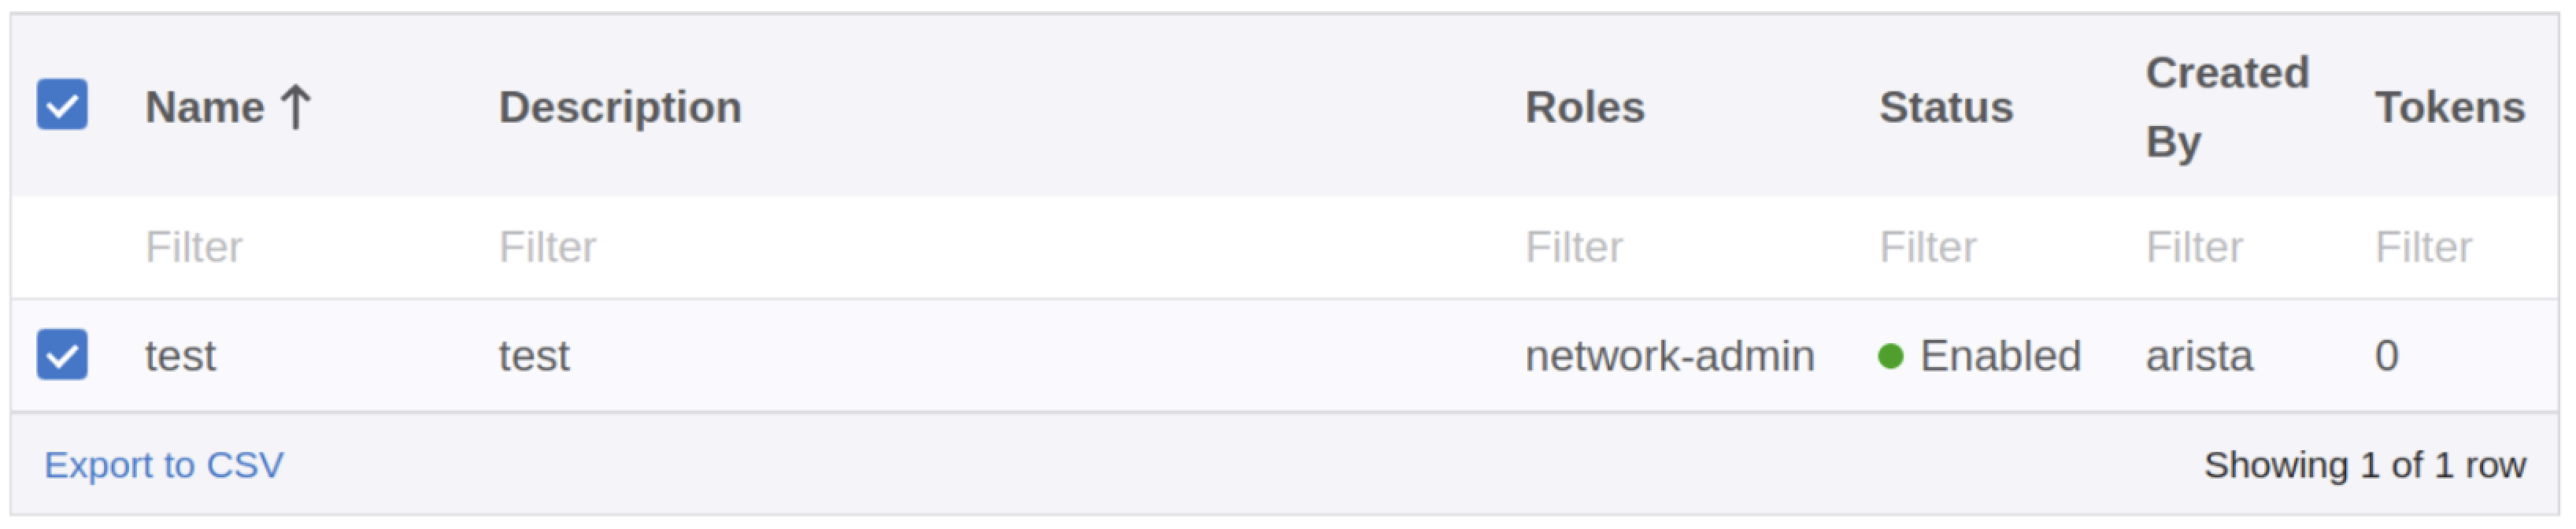 Name ↑ Description Roles Status Created By Tokens
Filter Filter Filter Filter Filter Filter
test test network-admin Enabled arista 0
Export to CSV Showing 1 of 1 row